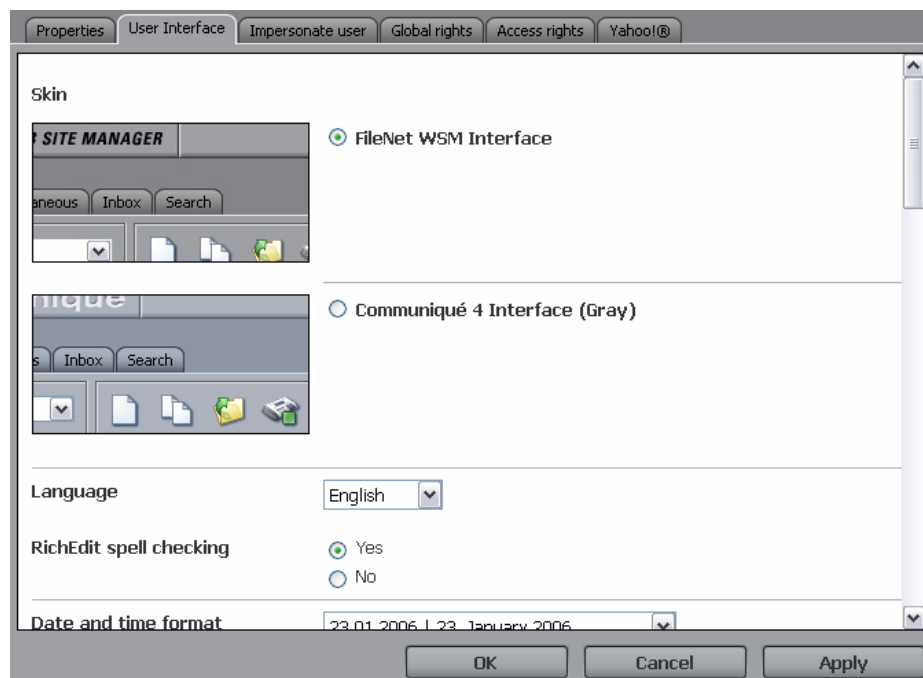 Properties User Interface Impersonate user Global rights Access rights Yahoo!®
Skin
SITE MANAGER
FileNet WSM Interface
aneous Inbox Search
nique
Communiqué 4 Interface (Gray)
s Inbox Search
Language English
RichEdit spell checking Yes
No
Date and time format 23.01.2006 | 23. January 2006
OK Cancel Apply